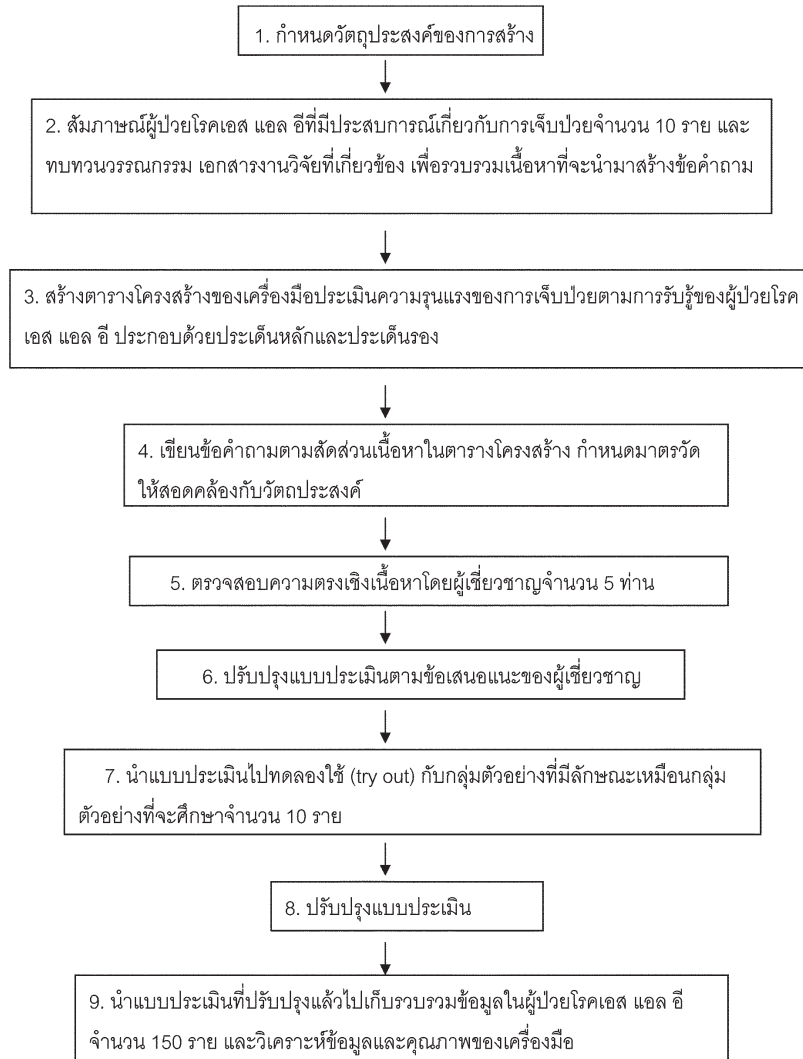 1. กำหนดวัตถุประสงค์ของการสร้าง
2. สัมภาษณ์ผู้ป่วยโรคเอส แอล อีที่มีประสบการณ์เกี่ยวกับการเจ็บป่วยจำนวน 10 ราย และ
ทบทวนวรรณกรรม เอกสารงานวิจัยที่เกี่ยวข้อง เพื่อรวบรวมเนื้อหาที่จะนำมาสร้างข้อคำถาม
3. สร้างตารางโครงสร้างของเครื่องมือประเมินความรุนแรงของการเจ็บป่วยตามการรับรู้ของผู้ป่วยโรค
เอส แอล อี ประกอบด้วยประเด็นหลักและประเด็นรอง
4. เขียนข้อคำถามตามสัดส่วนเนื้อหาในตารางโครงสร้าง กำหนดมาตรวัด
ให้สอดคล้องกับวัตถประสงค์
5. ตรวจสอบความตรงเชิงเนื้อหาโดยผู้เชี่ยวชาญจำนวน 5 ท่าน
6. ปรับปรุงแบบประเมินตามข้อเสนอแนะของผู้เชี่ยวชาญ
7. นำแบบประเมินไปทดลองใช้ (try out) กับกลุ่มตัวอย่างที่มีลักษณะเหมือนกลุ่ม
ตัวอย่างที่จะศึกษาจำนวน 10 ราย
8. ปรับปรุงแบบประเมิน
9. นำแบบประเมินที่ปรับปรุงแล้วไปเก็บรวบรวมข้อมูลในผู้ป่วยโรคเอส แอล อี
จำนวน 150 ราย และวิเคราะห์ข้อมูลและคุณภาพของเครื่องมือ